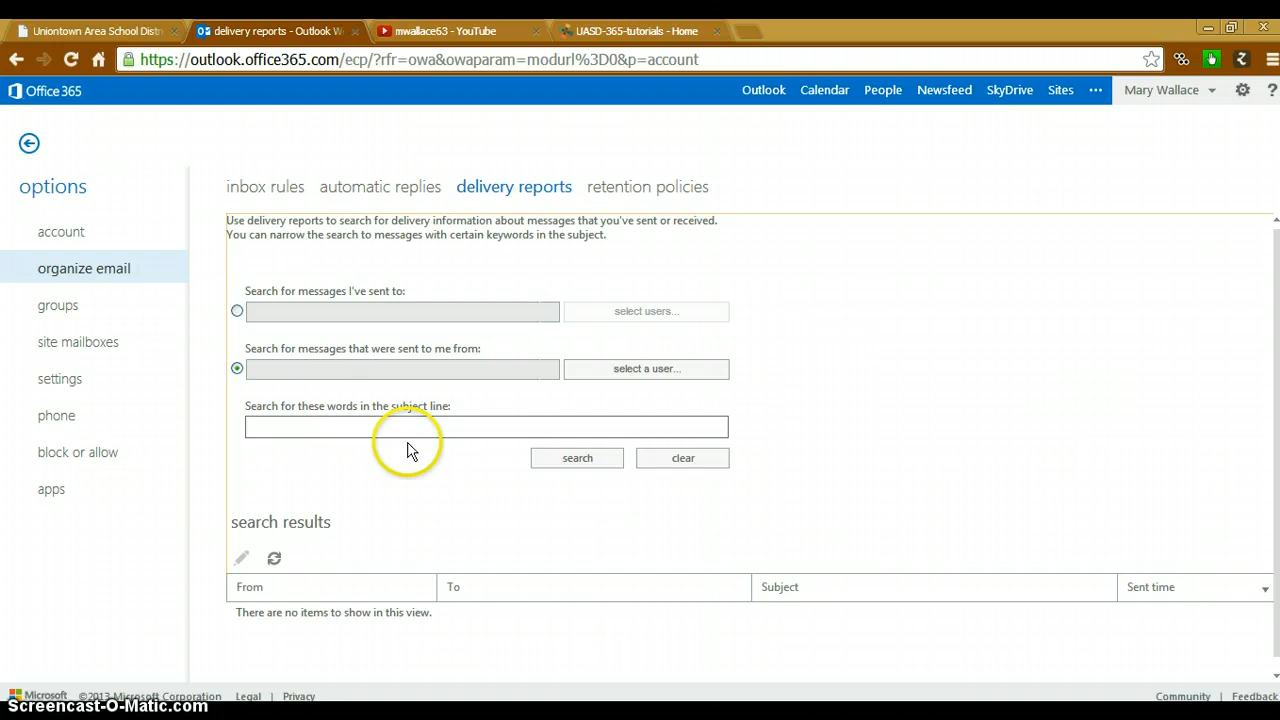 Uniontown Area School Distri
delivery reports - Outlook W
mwallace63 - YouTube
UASD-365-tutorials - Home
https://outlook.office365.com/ecp/?rfr=owa&owaparam=modurl%3D0&p=account
Office 365
Outlook Calendar People Newsfeed SkyDrive Sites ••• Mary Wallace ?
options
account
organize email
groups
site mailboxes
settings
phone
block or allow
apps
inbox rules automatic replies delivery reports retention policies
Use delivery reports to search for delivery information about messages that you've sent or received.
You can narrow the search to messages with certain keywords in the subject.
Search for messages I've sent to:
select users...
Search for messages that were sent to me from:
select a user...
Search for these words in the subject line:
search clear
search results
From To Subject Sent time
There are no items to show in this view.
Microsoft ©2013 Microsoft Corporation Legal | Privacy Community | Feedback
Screencast-O-Matic.com